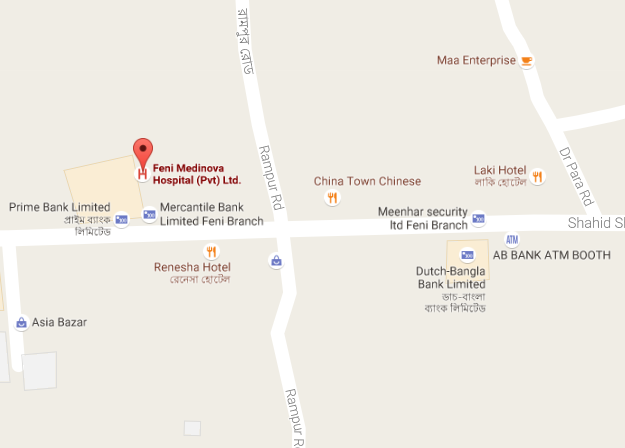 রামপুর রোড
Maa Enterprise
Rampur Rd
Dr Para Rd
Feni Medinova
Hospital (Pvt) Ltd.
Laki Hotel
লাকি হোটেল
China Town Chinese
Prime Bank Limited
প্রাইম ব্যাংক
লিমিটেড
Mercantile Bank
Limited Feni Branch
Meenhar security
ltd Feni Branch
Shahid S
ATM
AB BANK ATM BOOTH
Renesha Hotel
রেনেসা হোটেল
Dutch-Bangla
Bank Limited
ডাচ-বাংলা
ব্যাংক লিমিটেড
Asia Bazar
Rampur R